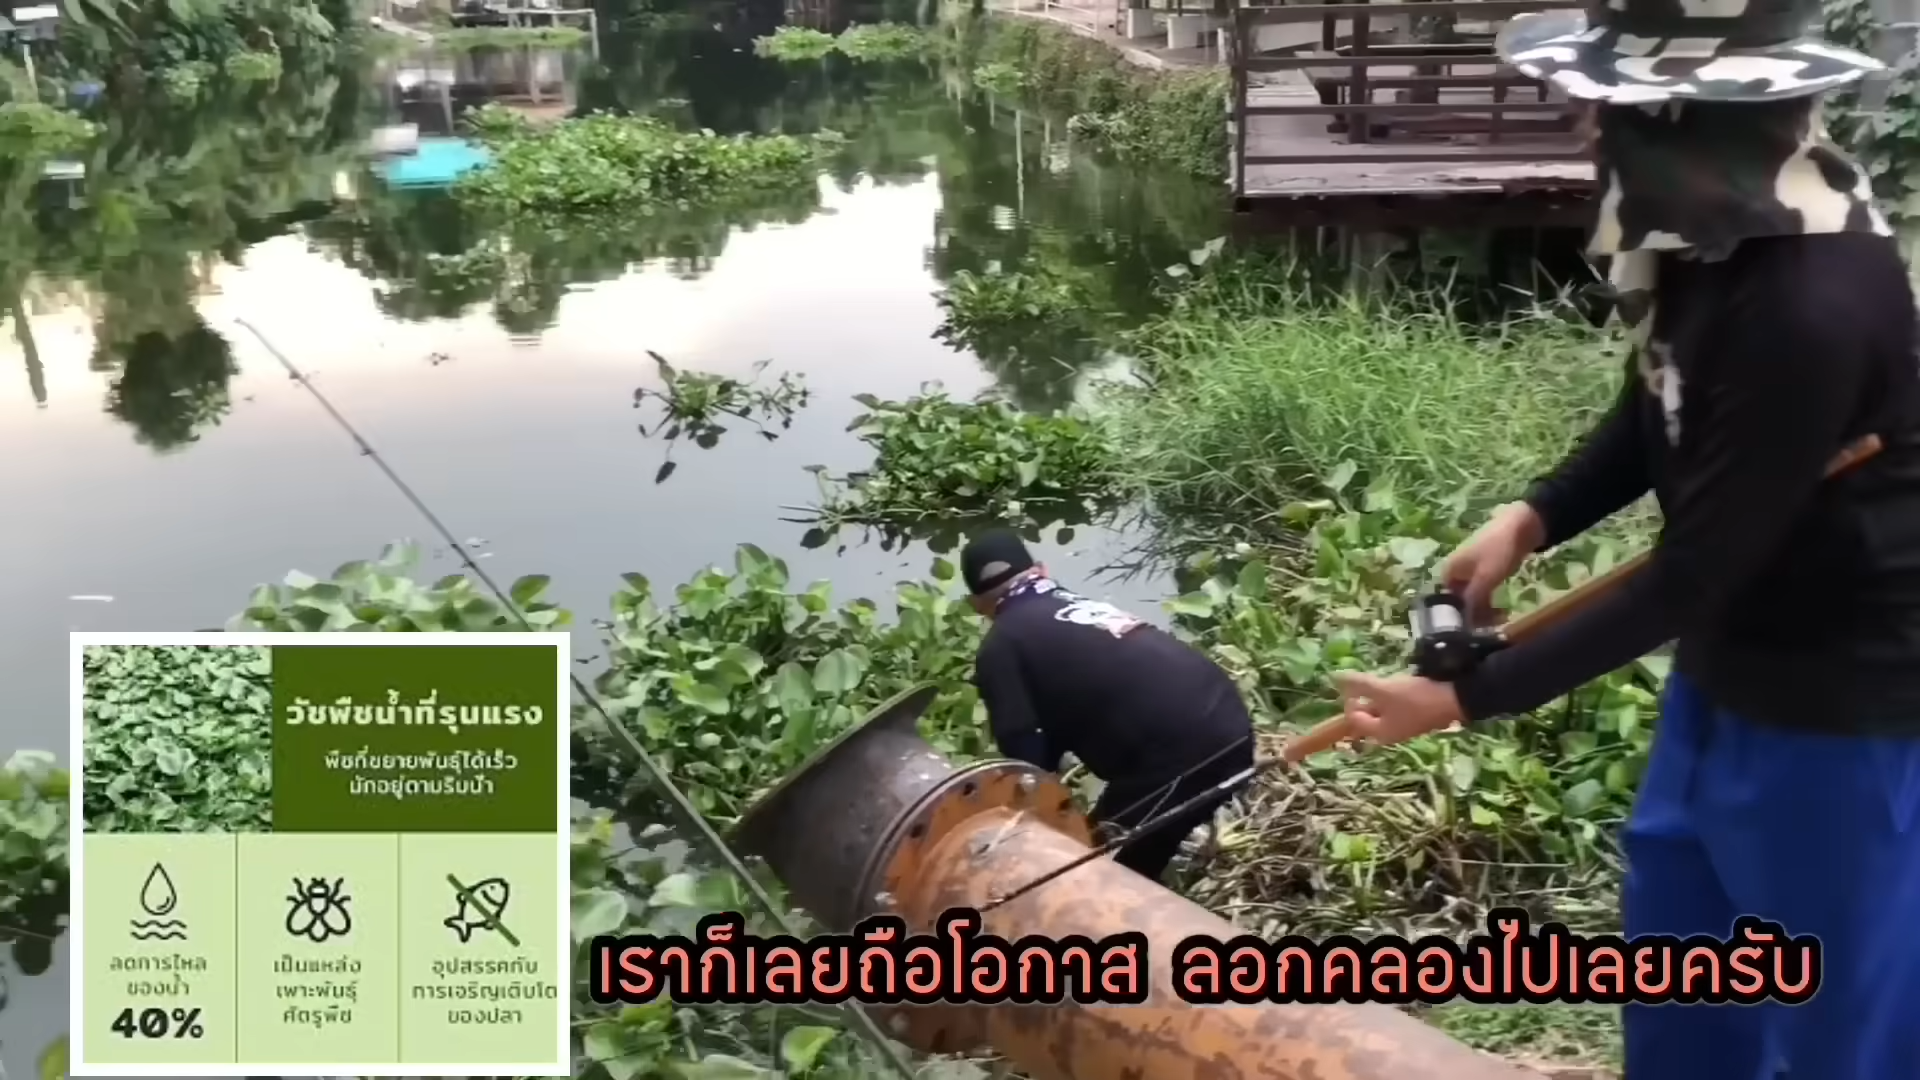 วัชพืชน้ำที่รุนแรง
พืชที่ขยายพันธุ์ได้เร็ว
มักอยู่ตามริมน้ำ
ลดการไหล
ของน้ำ
40%
เป็นแหล่ง
เพาะพันธุ์
ศัตรูพืช
อุปสรรคกับ
การเจริญเติบโต
ของปลา
เราก็เลยถือโอกาส ลอกคลองไปเลยครับ